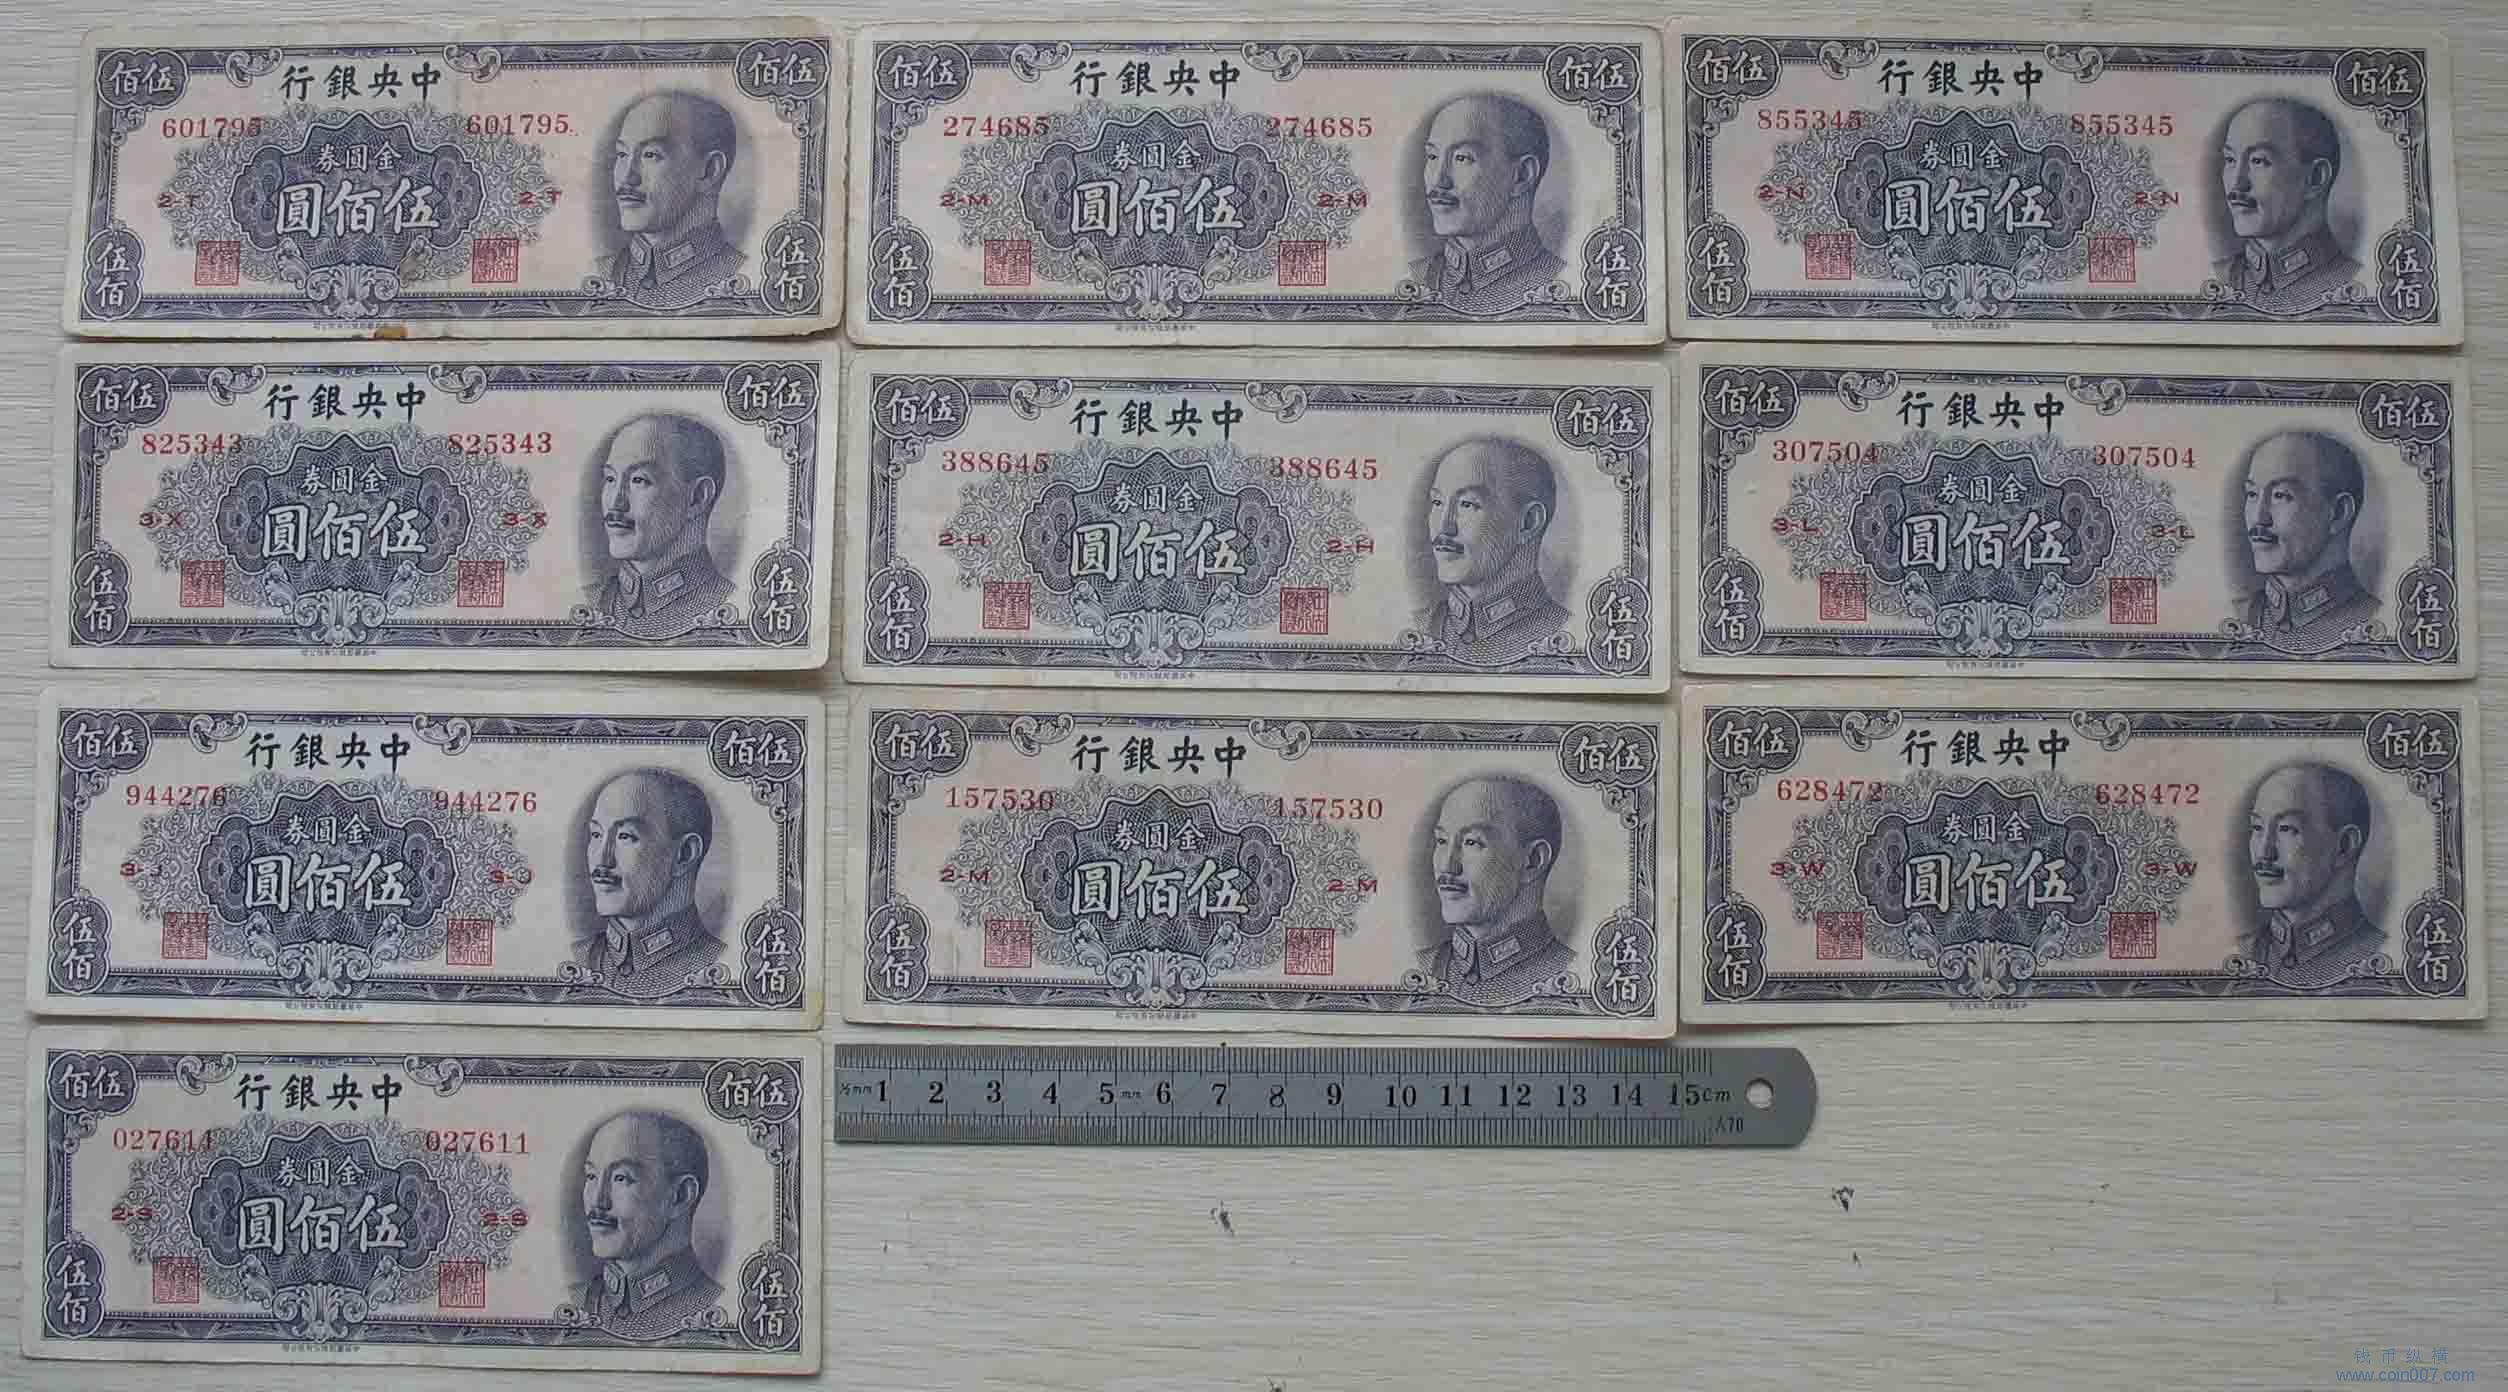 佰伍 中央銀行 佰伍
601795 601795
金圓券
2-T 伍佰圓 2-T
伍佰 伍佰
佰伍 中央銀行 佰伍
274685 274685
金圓券
2-M 伍佰圓 2-M
伍佰 伍佰
佰伍 中央銀行 佰伍
855345 855345
金圓券
2-N 伍佰圓 2-N
伍佰 伍佰
佰伍 中央銀行 佰伍
825343 825343
金圓券
3-X 伍佰圓 3-X
伍佰 伍佰
佰伍 中央銀行 佰伍
388645 388645
金圓券
2-H 伍佰圓 2-H
伍佰 伍佰
佰伍 中央銀行 佰伍
307504 307504
金圓券
3-L 伍佰圓 3-L
伍佰 伍佰
佰伍 中央銀行 佰伍
944276 944276
金圓券
3-J 伍佰圓 3-J
伍佰 伍佰
佰伍 中央銀行 佰伍
157530 157530
金圓券
2-M 伍佰圓 2-M
伍佰 伍佰
佰伍 中央銀行 佰伍
628472 628472
金圓券
3-W 伍佰圓 3-W
伍佰 伍佰
佰伍 中央銀行 佰伍
027611 027611
金圓券
2-S 伍佰圓 2-S
伍佰 伍佰
½mm 1 2 3 4 5 mm 6 7 8 9 10 11 12 13 14 15cm
钱币纵横
www.coin007.com